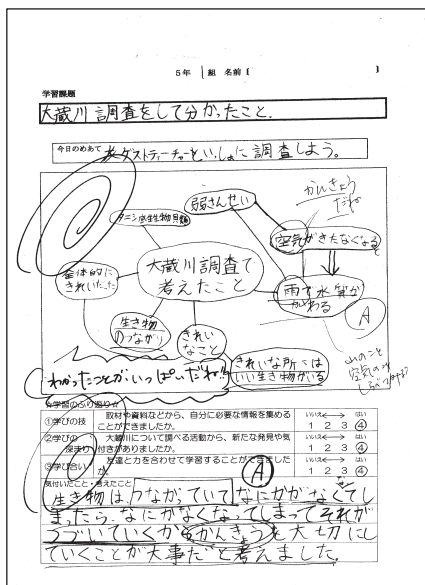 5年 1組 名前〔 〕
学習課題
大蔵川調査をして分かったこと。
今日のめあて
ゲストティーチャーといっしょに調査しよう。
弱さんせい
かんきょう
だね
空気がきたなくなる
大蔵川調査で
考えたこと
全体的に
きれいだった
雨で水質が
かわる
A
生き物
のつながり
きれい
なこと
きれいな所には
いい生き物がいる
山のこと
空気の
わかったことがいっぱいだね!!
☆学習のふり返り☆
①学びの技
取材や資料などから、自分に必要な情報を集める
ことができましたか。
いいえ←→はい
1 2 3 ④
②学びの
深まり
大蔵川について調べる活動から、新たな発見や気
付きがありましたか。
いいえ←→はい
1 2 3 ④
③学び合い
友達と力を合わせて学習することができました
か
いいえ←→はい
1 2 3 ④
気付いたこと・考えたこと
A
生き物はつながっていてなにかがなくてし
まったら、なにかなくなってしまってそれが
つづいていくからかんきょうを大切にし
ていくことが大事だと考えました。